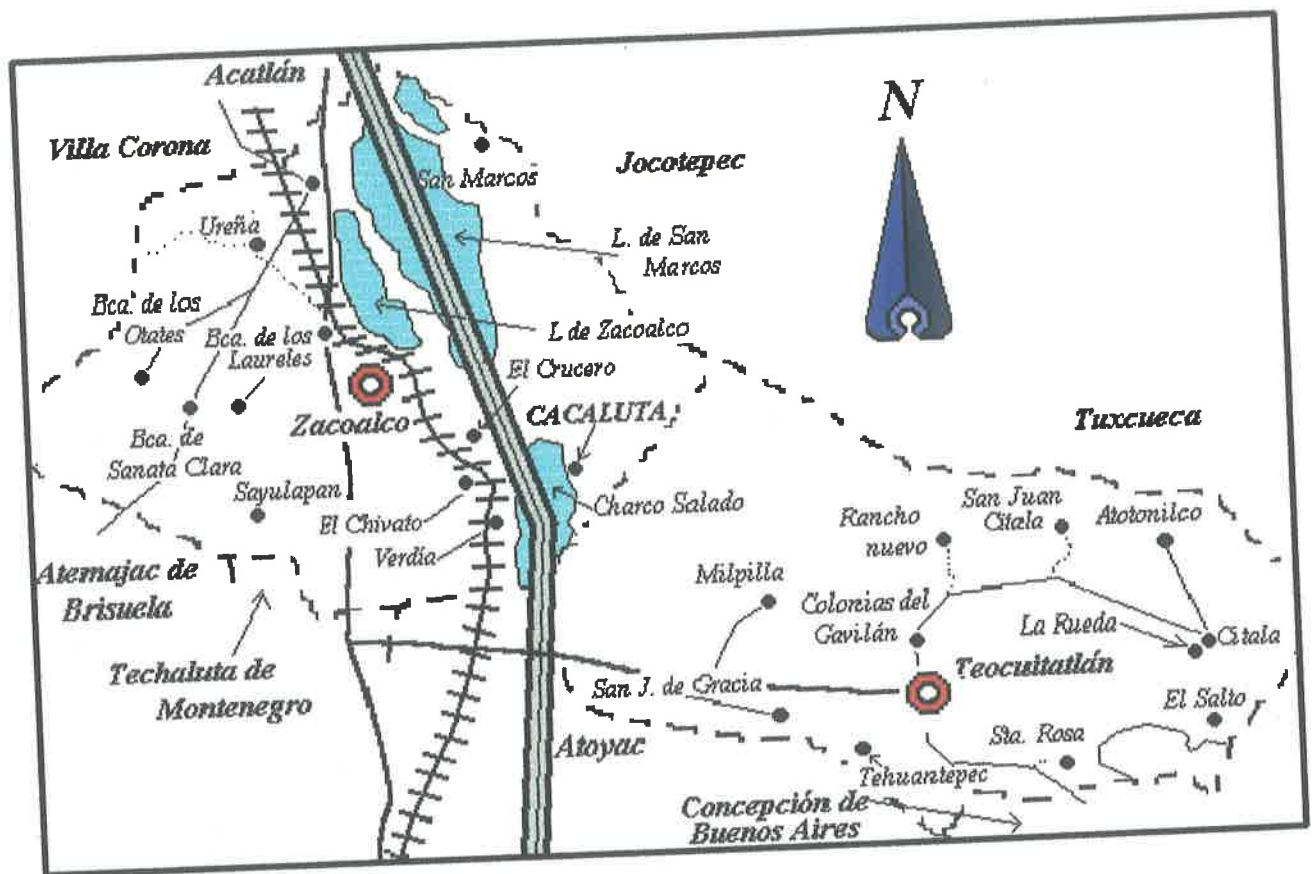 Acatlán
N
Villa Corona
San Marcos
Jocotepec
Ureña
L. de San
Marcos
Bca. de los
Otates
Bca. de los
Laureles
L de Zacoalco
El Crucero
Zacoalco
CACALUTA
Tuxcueca
Bca. de
Sanata Clara
Sayulapan
El Chivato
Verdía
Charco Salado
Rancho
nuevo
San Juan
Citala
Atotonilco
Atemajac de
Brisuela
Milpilla
Colonias del
Gavilán
La Rueda
Citala
Techaluta de
Montenegro
San J. de Gracia
Teocuitatlán
El Salto
Atoyac
Sta. Rosa
Tehuantepec
Concepción de
Buenos Aires